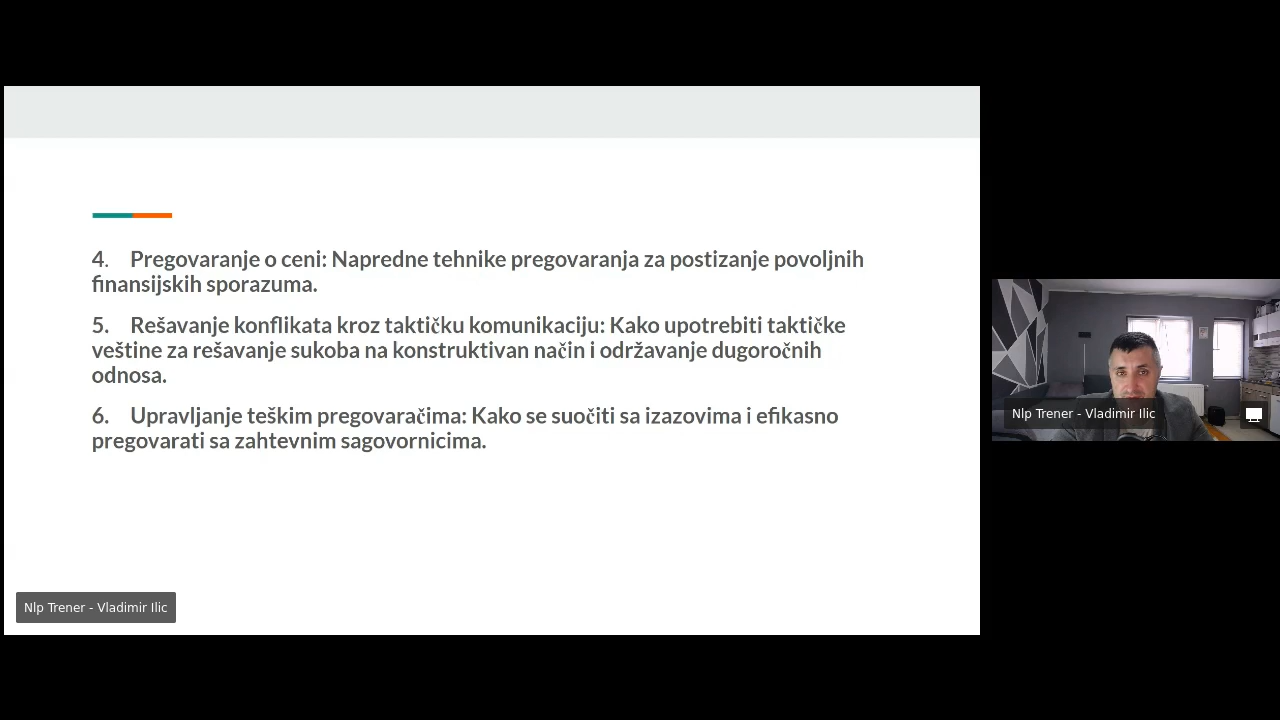 4. Pregovaranje o ceni: Napredne tehnike pregovaranja za postizanje povoljnih
finansijskih sporazuma.
5. Rešavanje konflikata kroz taktičku komunikaciju: Kako upotrebiti taktičke
veštine za rešavanje sukoba na konstruktivan način i održavanje dugoročnih
odnosa.
6. Upravljanje teškim pregovaračima: Kako se suočiti sa izazovima i efikasno
pregovarati sa zahtevnim sagovornicima.
Nlp Trener - Vladimir Ilic
Nlp Trener - Vladimir Ilic